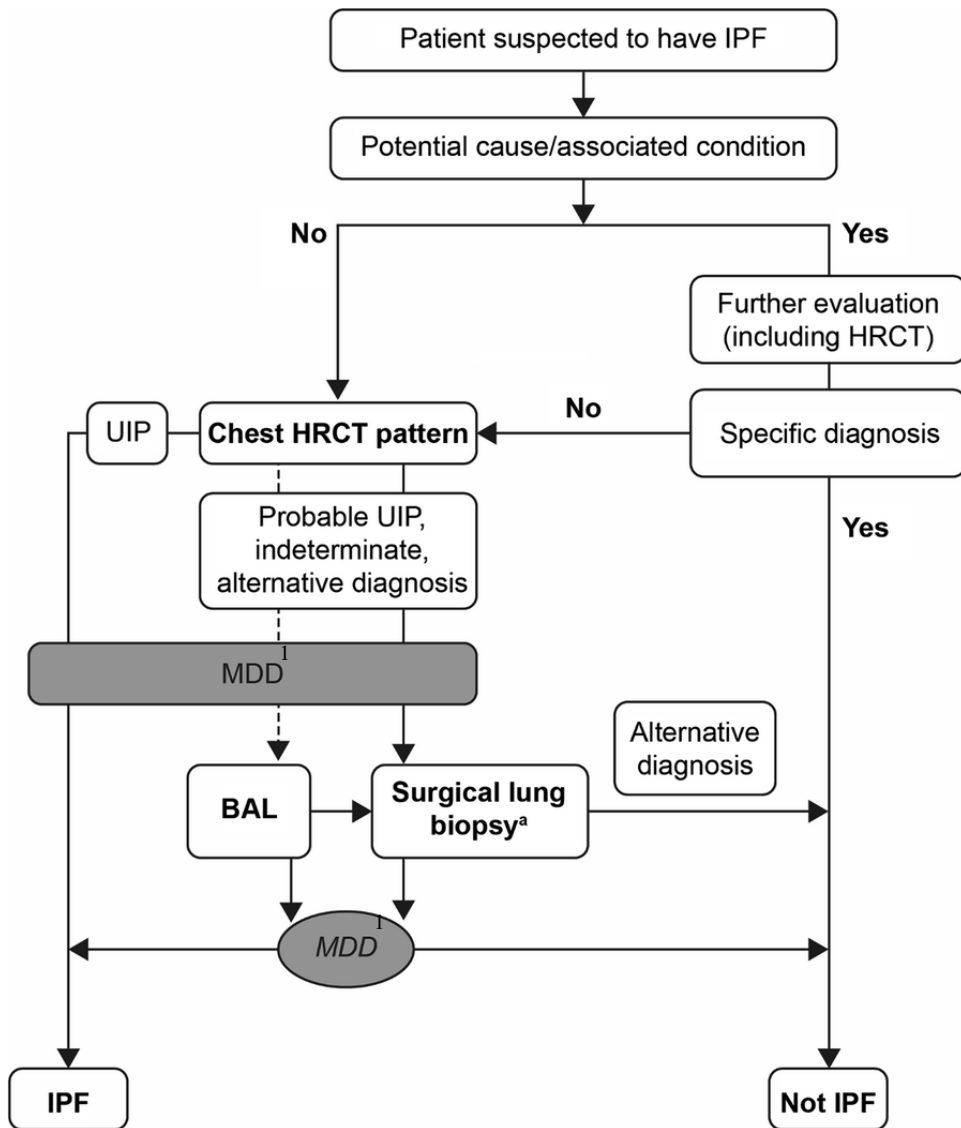 Patient suspected to have IPF
Potential cause/associated condition
No
Yes
Further evaluation
(including HRCT)
UIP
Chest HRCT pattern
No
Specific diagnosis
Probable UIP,
indeterminate,
alternative diagnosis
Yes
MDD¹
Alternative
diagnosis
BAL
Surgical lung
biopsyᵃ
MDD¹
IPF
Not IPF